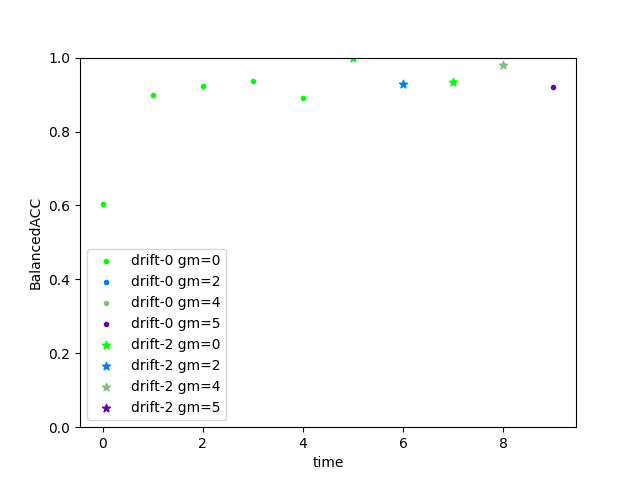 1.0
0.8
0.6
0.4
0.2
0.0
BalancedACC
drift-0 gm=0
drift-0 gm=2
drift-0 gm=4
drift-0 gm=5
drift-2 gm=0
drift-2 gm=2
drift-2 gm=4
drift-2 gm=5
0 2 4 6 8
time